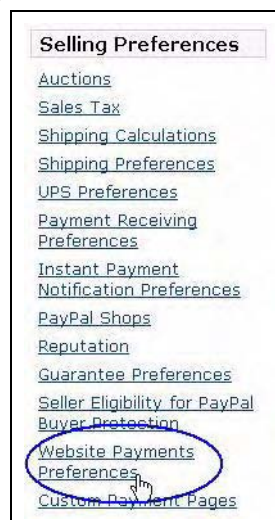 Selling Preferences
Auctions
Sales Tax
Shipping Calculations
Shipping Preferences
UPS Preferences
Payment Receiving
Preferences
Instant Payment
Notification Preferences
PayPal Shops
Reputation
Guarantee Preferences
Seller Eligibility for PayPal
Buyer Protection
Website Payments
Preferences
Custom Payment Pages